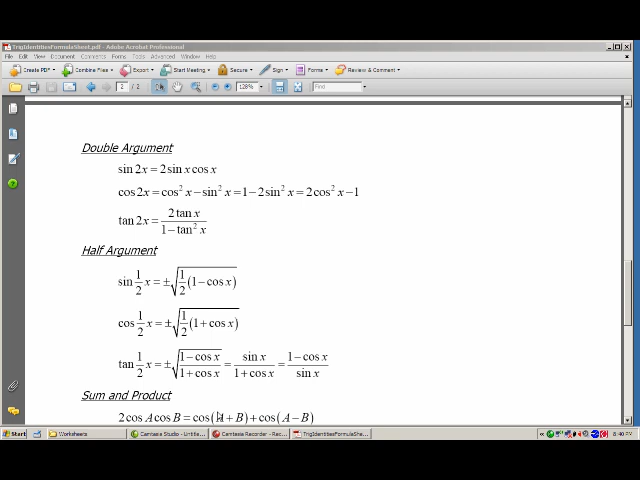 TrigIdentitiesFormulaSheet.pdf - Adobe Acrobat Professional
File Edit View Document Comments Forms Tools Advanced Window Help
Create PDF Combine Files Export Start Meeting Secure Sign Forms Review & Comment
2 / 2 128% Find
Double Argument
sin 2x = 2 sin x cos x
cos 2x = cos² x − sin² x = 1 − 2 sin² x = 2 cos² x − 1
tan 2x = 2 tan x / (1 − tan² x)
Half Argument
sin 1/2 x = ±√(1/2 (1 − cos x))
cos 1/2 x = ±√(1/2 (1 + cos x))
tan 1/2 x = ±√((1 − cos x)/(1 + cos x)) = sin x / (1 + cos x) = (1 − cos x) / sin x
Sum and Product
2 cos A cos B = cos(A + B) + cos(A − B)
Start Worksheets Camtasia Studio - Untitle... Camtasia Recorder - Rec... TrigIdentitiesFormulaShe... 8:40 PM